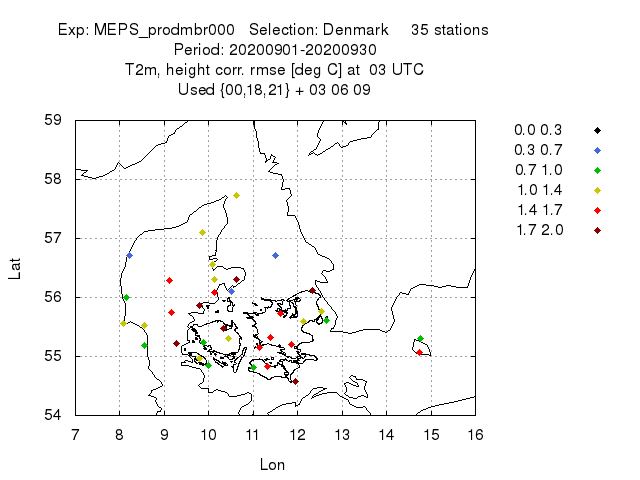 Exp: MEPS_prodmbr000 Selection: Denmark 35 stations
Period: 20200901-20200930
T2m, height corr. rmse [deg C] at 03 UTC
Used {00,18,21} + 03 06 09
0.0 0.3
0.3 0.7
0.7 1.0
1.0 1.4
1.4 1.7
1.7 2.0
Lat
59
58
57
56
55
54
7 8 9 10 11 12 13 14 15 16
Lon